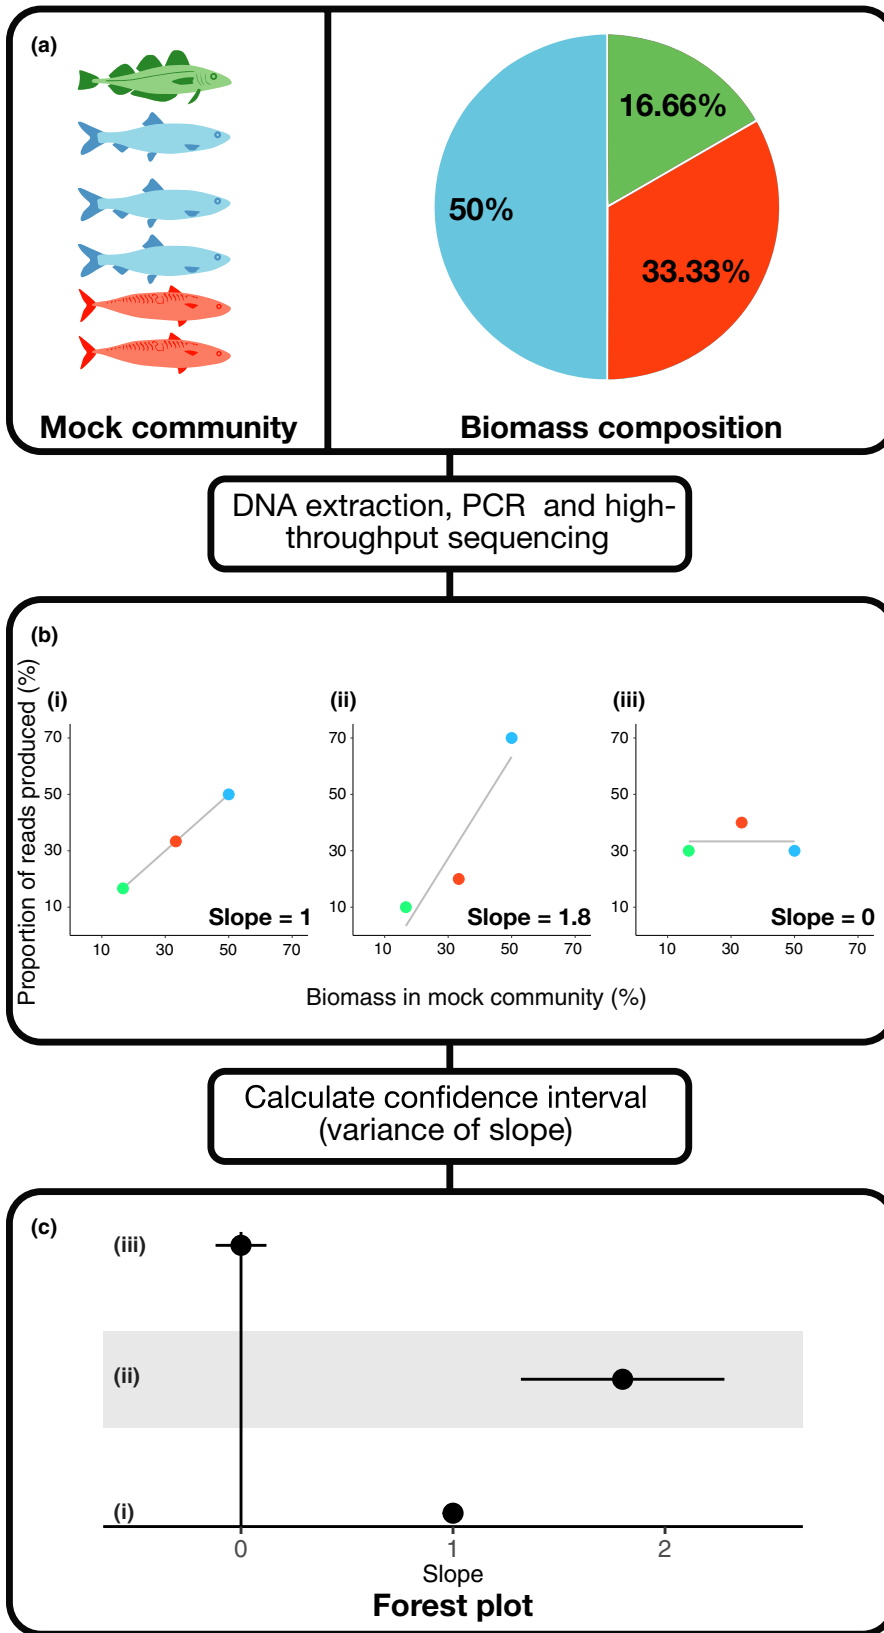 (a)
16.66%
50%
33.33%
Mock community
Biomass composition
DNA extraction, PCR and high-
throughput sequencing
(b)
Proportion of reads produced (%)
(i)
70
50
30
10
Slope = 1
10 30 50 70
(ii)
70
50
30
10
Slope = 1.8
10 30 50 70
(iii)
70
50
30
10
Slope = 0
10 30 50 70
Biomass in mock community (%)
Calculate confidence interval
(variance of slope)
(c)
(iii)
(ii)
(i)
0 1 2
Slope
Forest plot